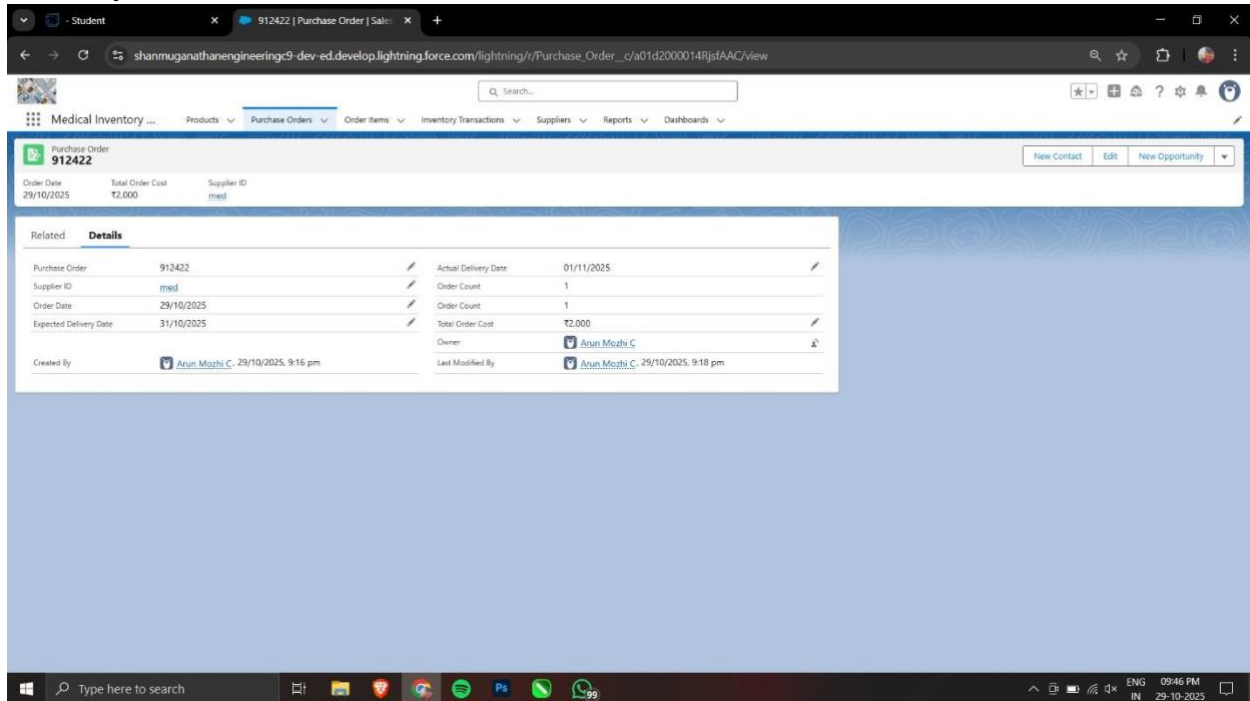 - Student
912422 | Purchase Order | Sales
shanmuganathanengineeringc9-dev-ed.develop.lightning.force.com/lightning/r/Purchase_Order__c/a01d2000014RjsfAAC/view
Search...
Medical Inventory ... Products Purchase Orders Order Items Inventory Transactions Suppliers Reports Dashboards
Purchase Order
912422
New Contact Edit New Opportunity
Order Date Total Order Cost Supplier ID
29/10/2025 ₹2,000 med
Related Details
Purchase Order 912422 Actual Delivery Date 01/11/2025
Supplier ID med Order Count 1
Order Date 29/10/2025 Order Count 1
Expected Delivery Date 31/10/2025 Total Order Cost ₹2,000
Owner Arun Mozhi C
Created By Arun Mozhi C, 29/10/2025, 9:16 pm Last Modified By Arun Mozhi C, 29/10/2025, 9:18 pm
Type here to search
Ps
99
ENG 09:46 PM
IN 29-10-2025